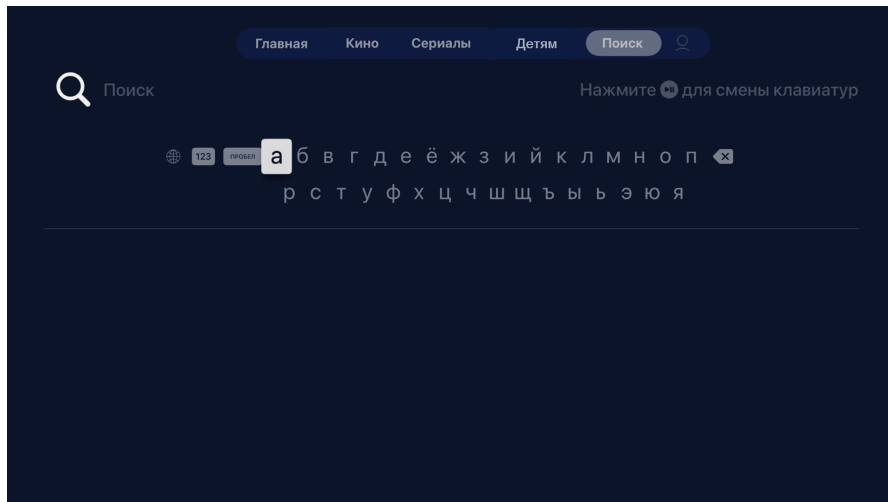 Главная Кино Сериалы Детям Поиск
Поиск Нажмите для смены клавиатур
123 ПРОБЕЛ а б в г д е ё ж з и й к л м н о п
р с т у ф х ц ч ш щ ъ ы ь э ю я